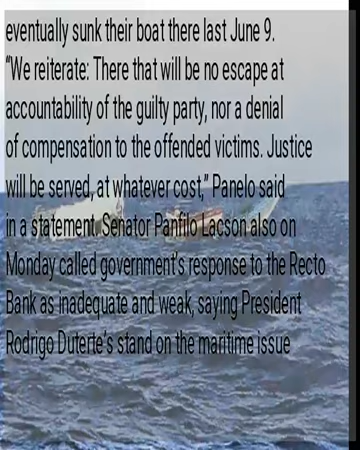 eventually sunk their boat there last June 9.
“We reiterate: There that will be no escape at
accountability of the guilty party, nor a denial
of compensation to the offended victims. Justice
will be served, at whatever cost,” Panelo said
in a statement. Senator Panfilo Lacson also on
Monday called government's response to the Recto
Bank as inadequate and weak, saying President
Rodrigo Duterte's stand on the maritime issue